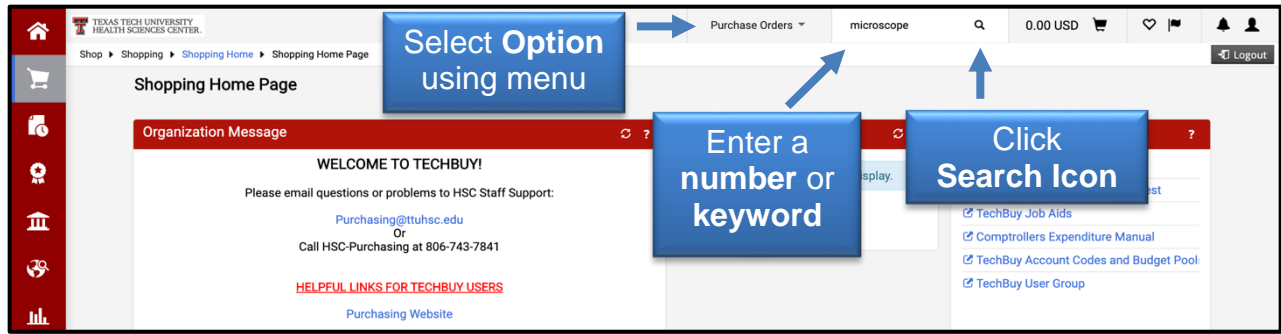 TEXAS TECH UNIVERSITY
HEALTH SCIENCES CENTER.
Select Option
using menu
Purchase Orders
microscope
0.00 USD
Shop Shopping Shopping Home Shopping Home Page
Logout
Shopping Home Page
Organization Message
?
?
Enter a
number or
keyword
Click
Search Icon
WELCOME TO TECHBUY!
Please email questions or problems to HSC Staff Support:
Purchasing@ttuhsc.edu
Or
Call HSC-Purchasing at 806-743-7841
HELPFUL LINKS FOR TECHBUY USERS
Purchasing Website
TechBuy Job Aids
Comptrollers Expenditure Manual
TechBuy Account Codes and Budget Pool
TechBuy User Group